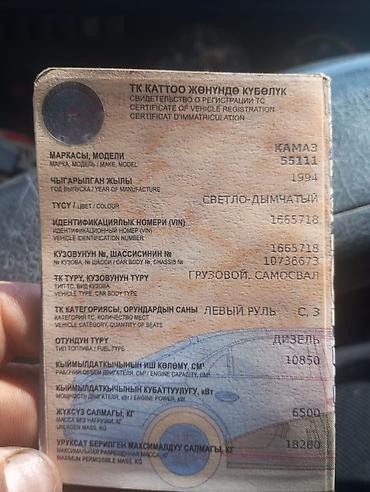 ТК КАТТОО ЖӨНҮНДӨ КҮБӨЛҮК
СВИДЕТЕЛЬСТВО О РЕГИСТРАЦИИ ТС
CERTIFICATE OF VEHICLE REGISTRATION
CERTIFICAT D'IMMATRICULATION
МАРКАСЫ, МОДЕЛИ КАМАЗ
МАРКА, МОДЕЛЬ / MAKE, MODEL 55111
ЧЫГАРЫЛГАН ЖЫЛЫ 1994
ГОД ВЫПУСКА / YEAR OF MANUFACTURE
ТҮСҮ / ЦВЕТ / COLOUR СВЕТЛО-ДЫМЧАТЫЙ
ИДЕНТИФИКАЦИЯЛЫК НОМЕРИ (VIN) 1665718
ИДЕНТИФИКАЦИОННЫЙ НОМЕР (VIN)
VEHICLE IDENTIFICATION NUMBER
КУЗОВУНУН №, ШАССИСИНИН № 1665718
№ КУЗОВА, № ШАССИ / CAR BODY №, CHASSIS № 10736673
ТК ТҮРҮ, КУЗОВУНУН ТҮРҮ ГРУЗОВОЙ, САМОСВАЛ
ТИП ТС, ВИД КУЗОВА
VEHICLE TYPE, CAR BODY TYPE
ТК КАТЕГОРИЯСЫ, ОРУНДАРДЫН САНЫ ЛЕВЫЙ РУЛЬ C, 3
КАТЕГОРИЯ ТС, КОЛИЧЕСТВО МЕСТ
VEHICLE CATEGORY, QUANTITY OF SEATS
ОТУНДУН ТҮРҮ ДИЗЕЛЬ
ТИП ТОПЛИВА / FUEL TYPE
КЫЙМЫЛДАТКЫЧЫНЫН ИШ КӨЛӨМҮ, СМ³ 10850
РАБОЧИЙ ОБЪЕМ ДВИГАТЕЛЯ, СМ³ / ENGINE CAPACITY, CM³
КЫЙМЫЛДАТКЫЧЫНЫН КУБАТТУУЛУГУ, кВт
МОЩНОСТЬ ДВИГАТЕЛЯ, кВт / ENGINE POWER, kW
ЖҮКСҮЗ САЛМАГЫ, КГ 6500
МАССА БЕЗ НАГРУЗКИ, КГ
UNLADEN MASS, KG
УРУКСАТ БЕРИЛГЕН МАКСИМАЛДУУ САЛМАГЫ, КГ 18200
МАКСИМАЛЬНАЯ РАЗРЕШЕННАЯ МАССА, КГ
MAXIMUM PERMISSIBLE MASS, KG